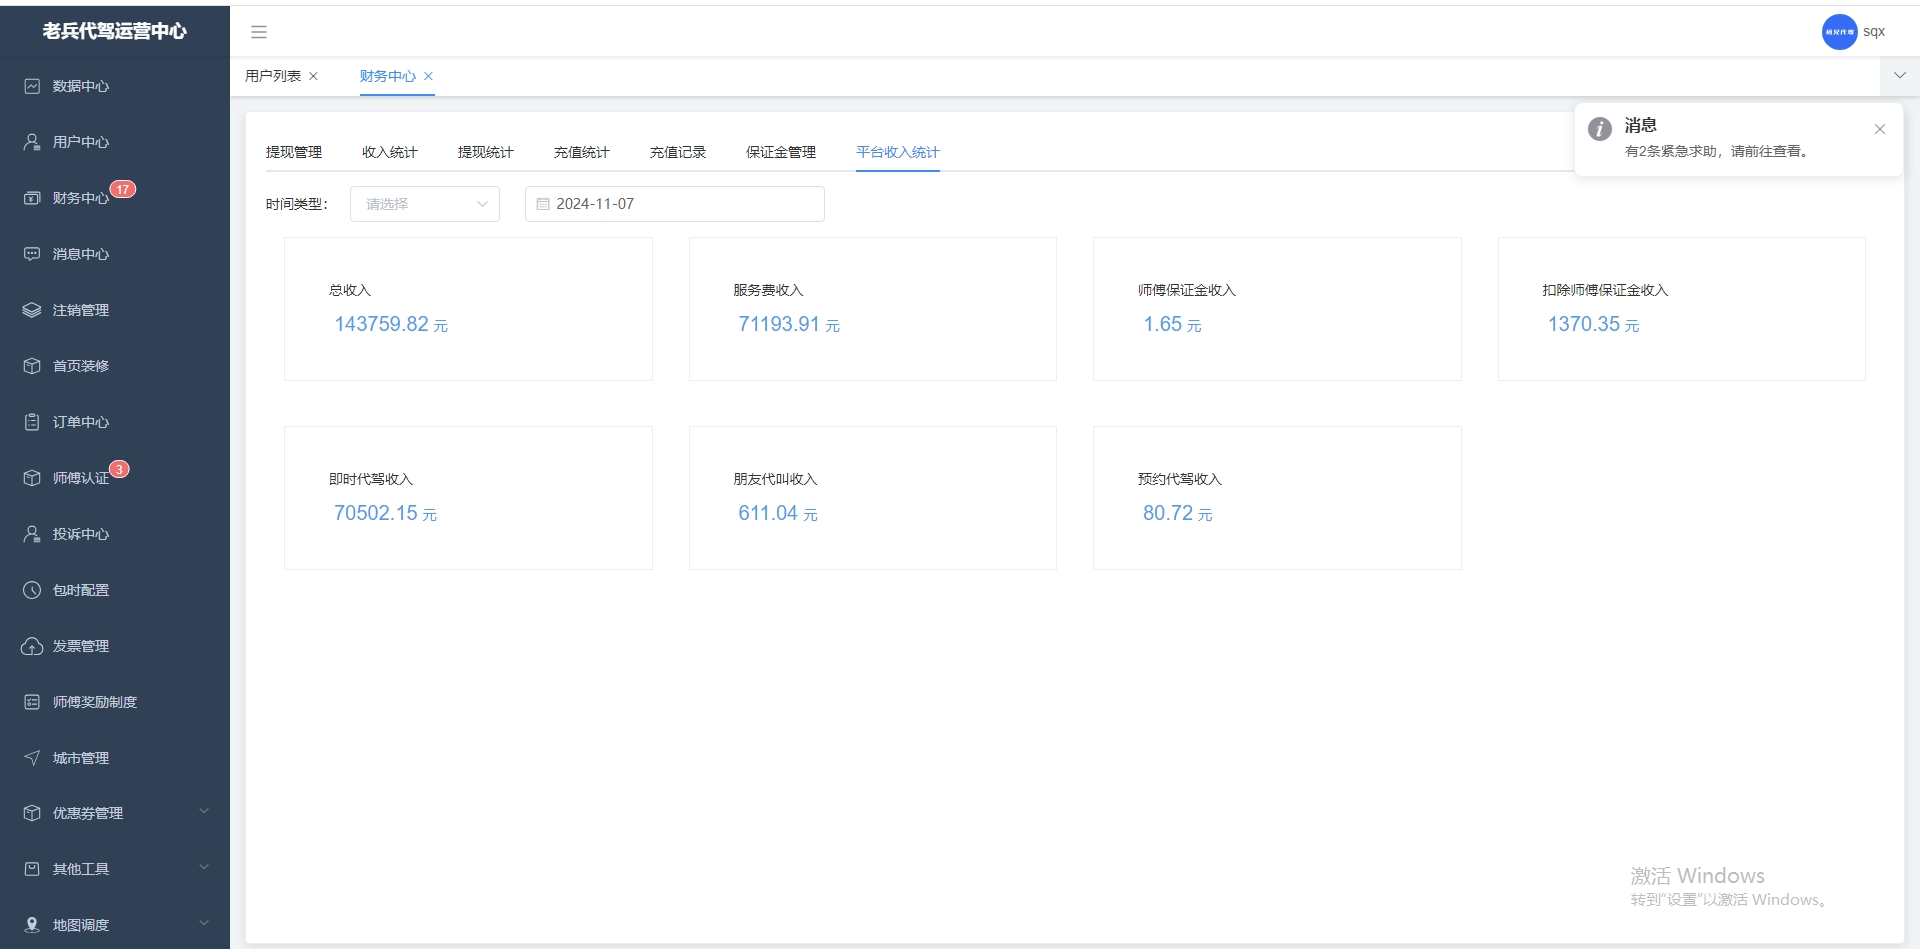 老兵代驾运营中心
sqx
用户列表
财务中心
数据中心
用户中心
财务中心 17
消息中心
注销管理
首页装修
订单中心
师傅认证 3
投诉中心
包时配置
发票管理
师傅奖励制度
城市管理
优惠券管理
其他工具
地图调度
消息
有2条紧急求助，请前往查看。
提现管理 收入统计 提现统计 充值统计 充值记录 保证金管理 平台收入统计
时间类型： 请选择 2024-11-07
总收入
143759.82 元
服务费收入
71193.91 元
师傅保证金收入
1.65 元
扣除师傅保证金收入
1370.35 元
即时代驾收入
70502.15 元
朋友代叫收入
611.04 元
预约代驾收入
80.72 元
激活 Windows
转到"设置"以激活 Windows。